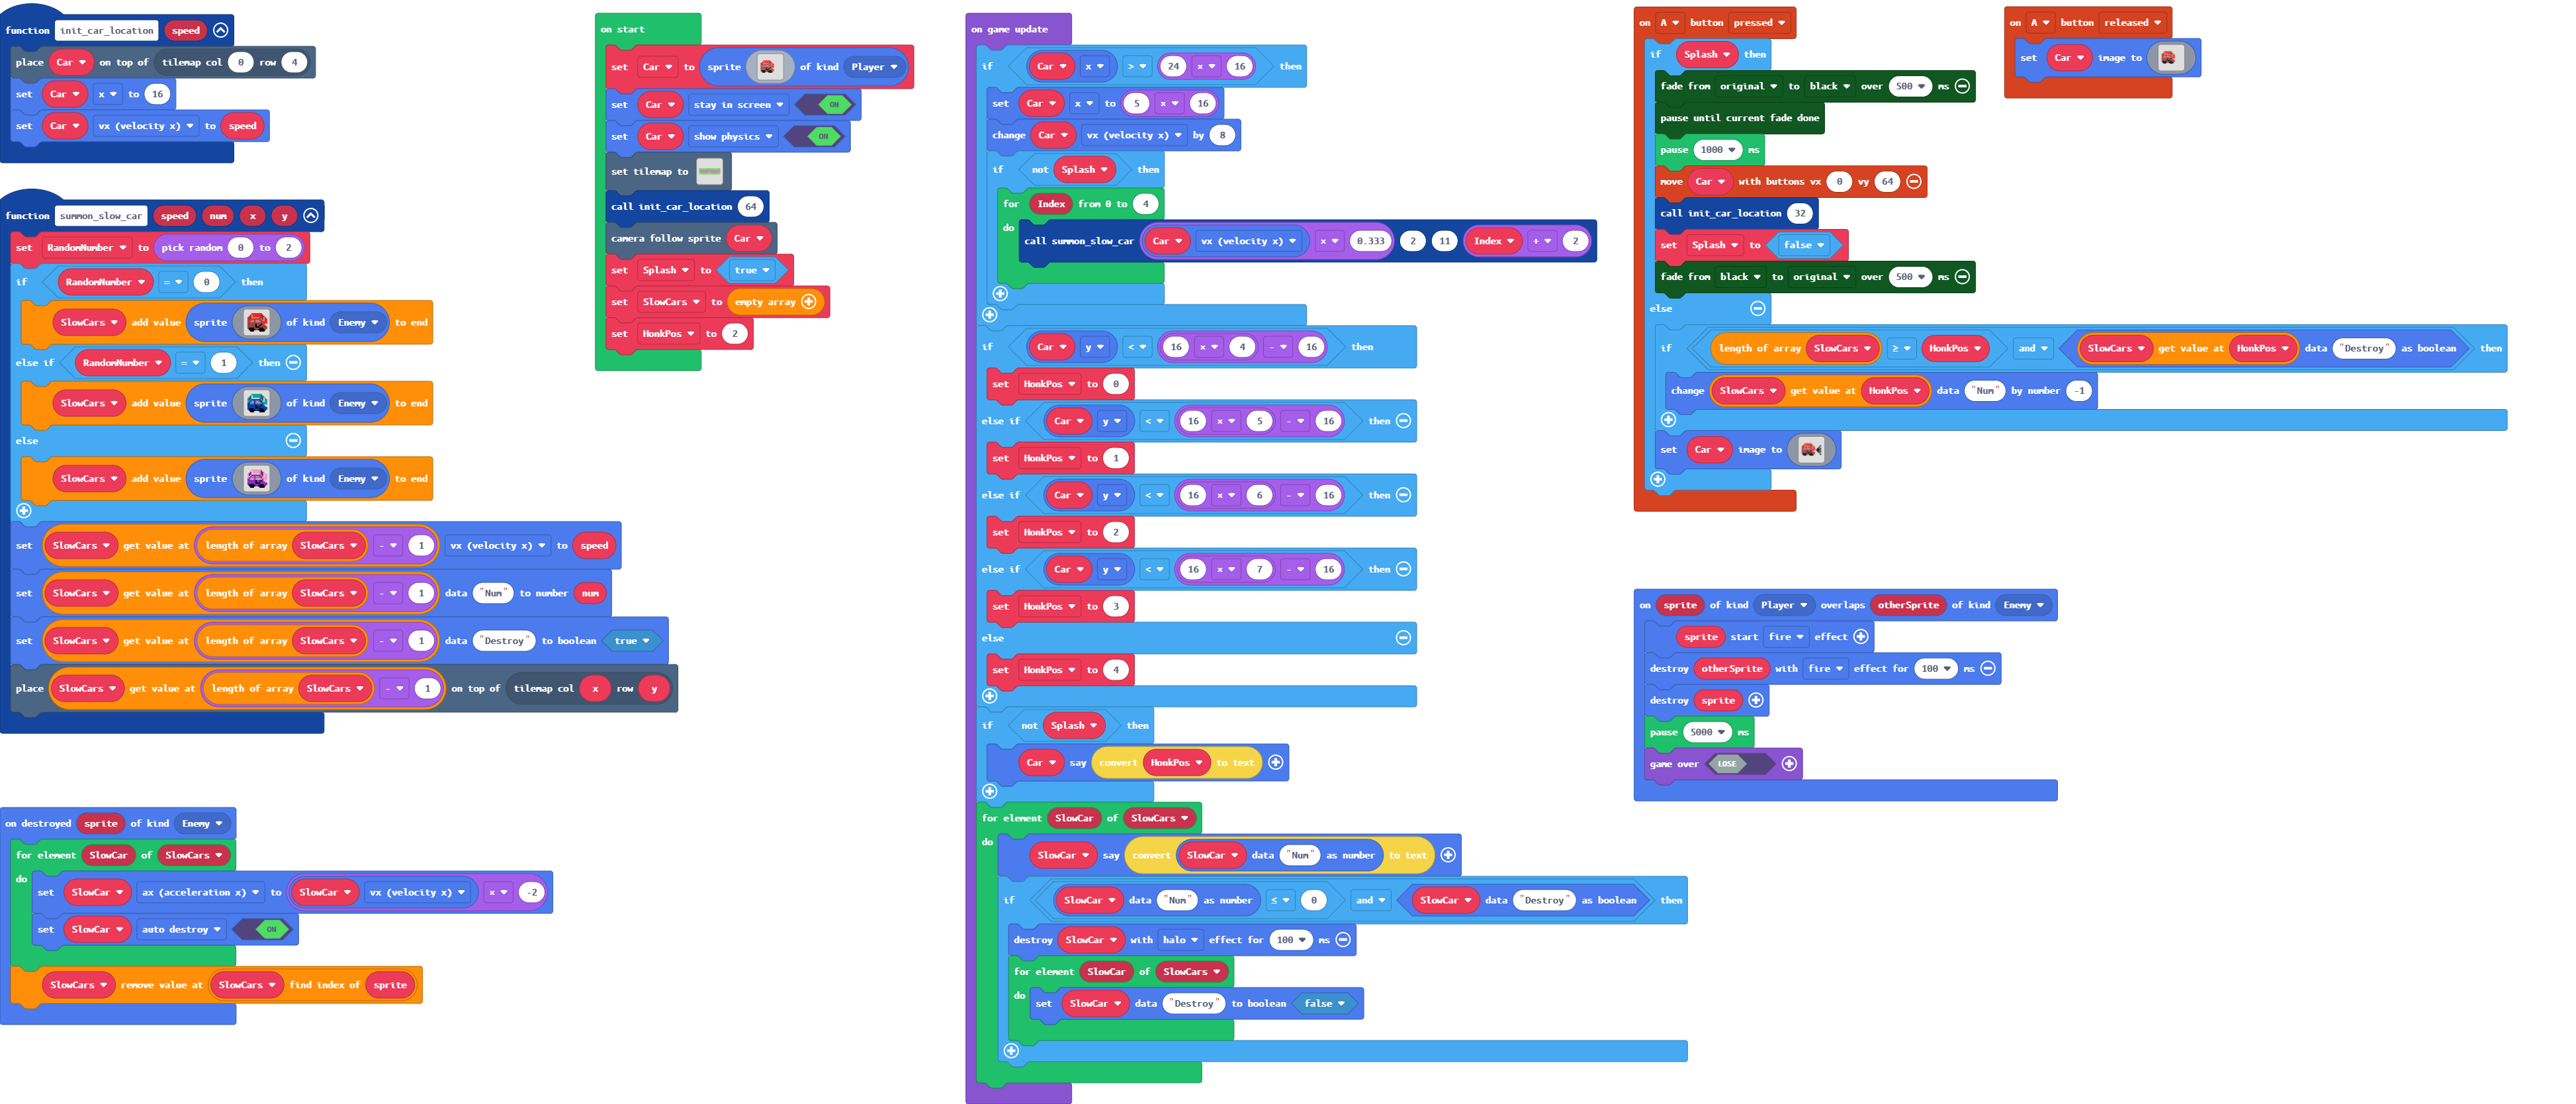 function init_car_location speed
place Car on top of tilemap col 0 row 4
set Car x to 16
set Car vx (velocity x) to speed
function summon_slow_car speed num x y
set RandomNumber to pick random 0 to 2
if RandomNumber = 0 then
SlowCars add value sprite of kind Enemy to end
else if RandomNumber = 1 then
SlowCars add value sprite of kind Enemy to end
else
SlowCars add value sprite of kind Enemy to end
set SlowCars get value at length of array SlowCars - 1 vx (velocity x) to speed
set SlowCars get value at length of array SlowCars - 1 data "Num" to number num
set SlowCars get value at length of array SlowCars - 1 data "Destroy" to boolean true
place SlowCars get value at length of array SlowCars - 1 on top of tilemap col x row y
on destroyed sprite of kind Enemy
for element SlowCar of SlowCars
do
set SlowCar ax (acceleration x) to SlowCar vx (velocity x) × -2
set SlowCar auto destroy ON
SlowCars remove value at SlowCars find index of sprite
on start
set Car to sprite of kind Player
set Car stay in screen ON
set Car show physics ON
set tilemap to
call init_car_location 64
camera follow sprite Car
set Splash to true
set SlowCars to empty array
set HonkPos to 2
on game update
if Car x > 24 × 16 then
set Car x to 5 × 16
change Car vx (velocity x) by 8
if not Splash then
for Index from 0 to 4
do
call summon_slow_car Car vx (velocity x) × 0.333 2 11 Index + 2
if Car y < 16 × 4 - 16 then
set HonkPos to 0
else if Car y < 16 × 5 - 16 then
set HonkPos to 1
else if Car y < 16 × 6 - 16 then
set HonkPos to 2
else if Car y < 16 × 7 - 16 then
set HonkPos to 3
else
set HonkPos to 4
if not Splash then
Car say convert HonkPos to text
for element SlowCar of SlowCars
do
SlowCar say convert SlowCar data "Num" as number to text
if SlowCar data "Num" as number ≤ 0 and SlowCar data "Destroy" as boolean then
destroy SlowCar with halo effect for 100 ms
for element SlowCar of SlowCars
do
set SlowCar data "Destroy" to boolean false
on A button pressed
if Splash then
fade from original to black over 500 ms
pause until current fade done
pause 1000 ms
move Car with buttons vx 0 vy 64
call init_car_location 32
set Splash to false
fade from black to original over 500 ms
else
if length of array SlowCars ≥ HonkPos and SlowCars get value at HonkPos data "Destroy" as boolean then
change SlowCars get value at HonkPos data "Num" by number -1
set Car image to
on A button released
set Car image to
on sprite of kind Player overlaps otherSprite of kind Enemy
sprite start fire effect
destroy otherSprite with fire effect for 100 ms
destroy sprite
pause 5000 ms
game over LOSE